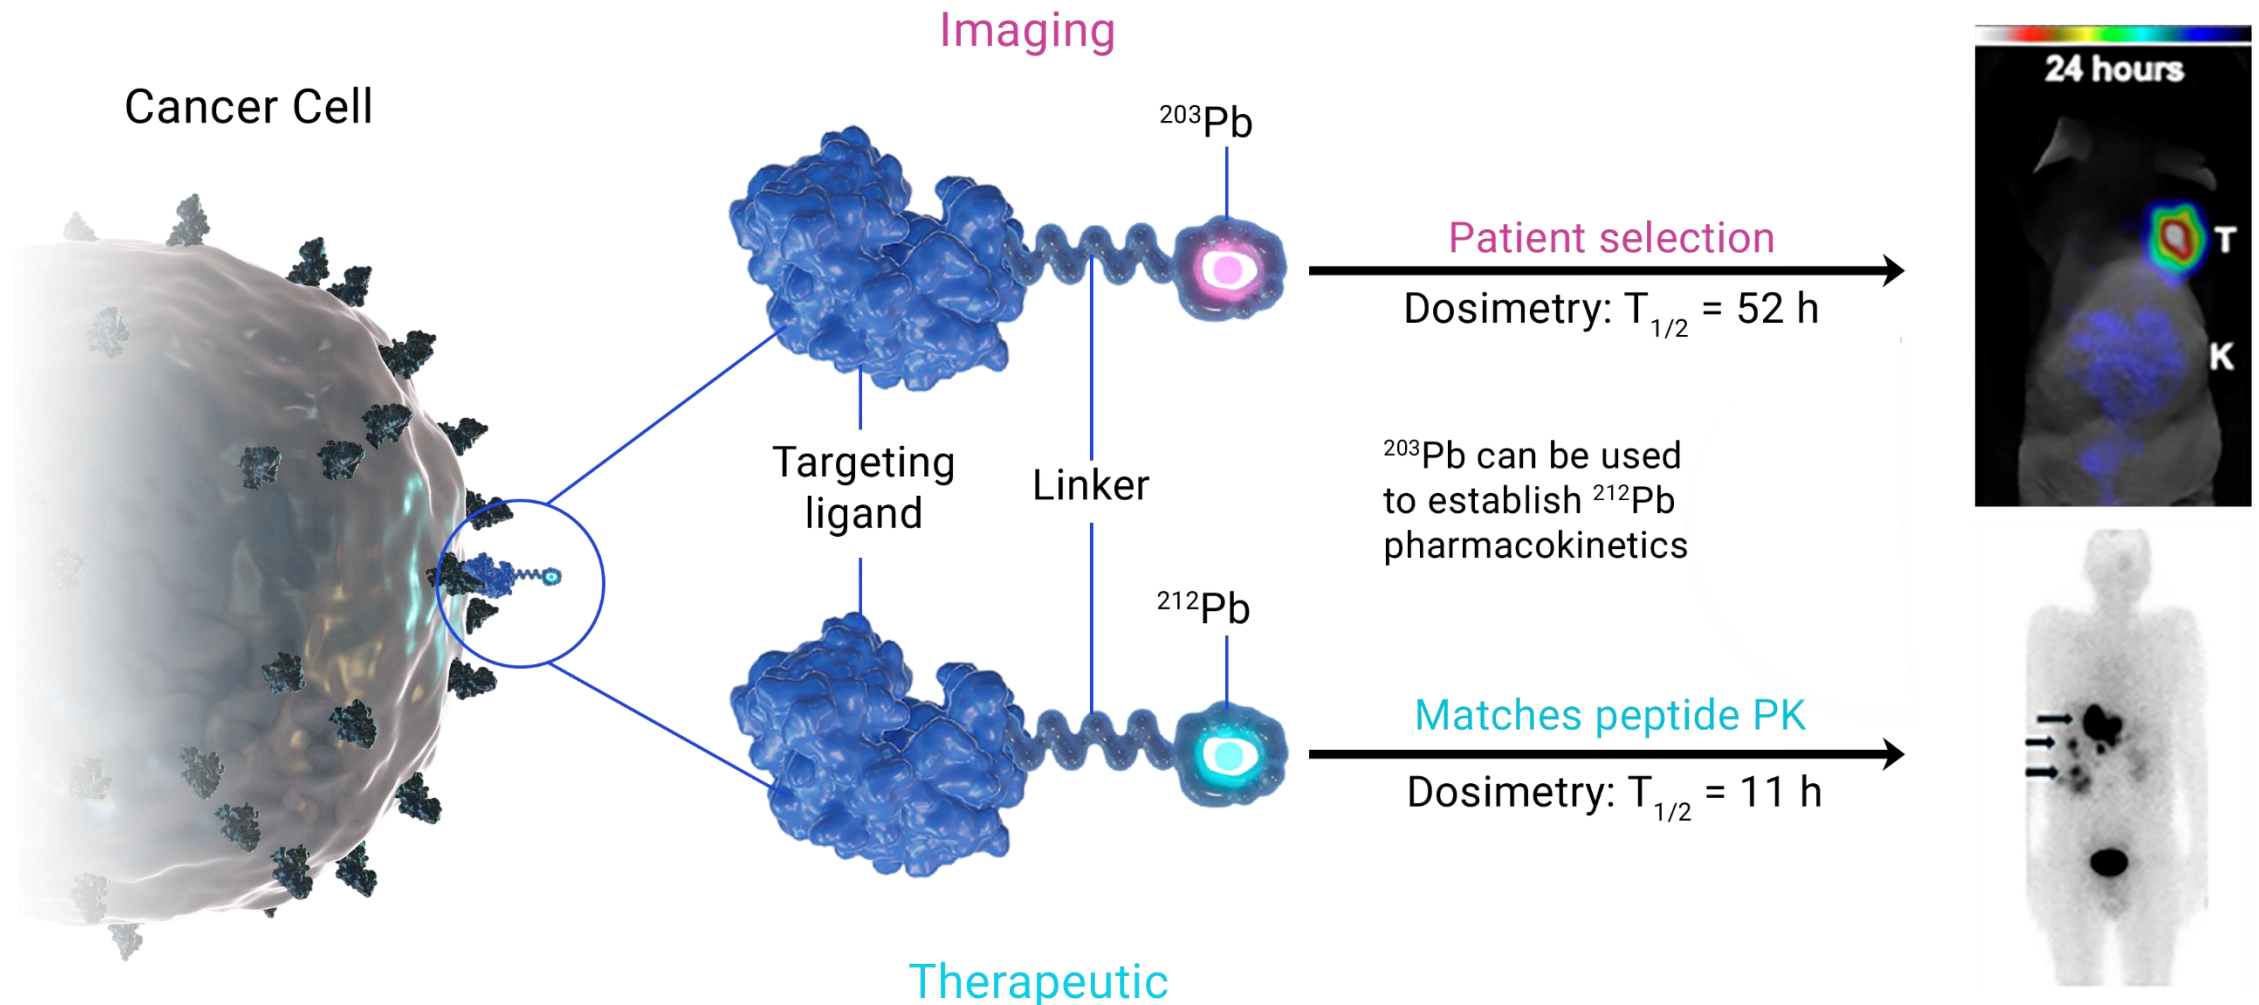 Imaging
Cancer Cell
²⁰³Pb
24 hours
Patient selection
T
Dosimetry: T₁/₂ = 52 h
K
Targeting
ligand
Linker
²⁰³Pb can be used
to establish ²¹²Pb
pharmacokinetics
²¹²Pb
Matches peptide PK
Dosimetry: T₁/₂ = 11 h
Therapeutic